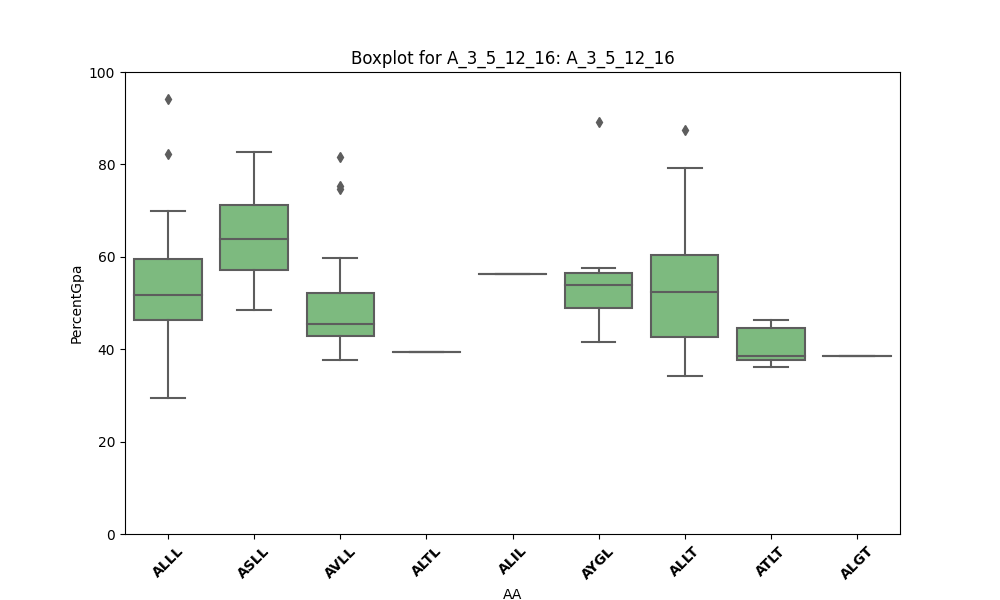 Boxplot for A_3_5_12_16: A_3_5_12_16
100
80
60
40
20
0
PercentGpa
ALLL
ASLL
AVLL
ALTL
ALIL
AYGL
ALLT
ATLT
ALGT
AA